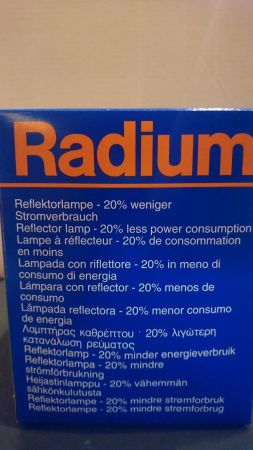 Radium
Reflektorlampe - 20% weniger
Stromverbrauch
Reflector lamp - 20% less power consumption
Lampe à réflecteur - 20% de consommation
en moins
Lampada con riflettore - 20% in meno di
consumo di energia
Lámpara con reflector - 20% menos de
consumo
Lâmpada reflectora - 20% menor consumo
de energia
Λαμπτήρας καθρέπτου · 20% λιγώτερη
κατανάλωση ρεύματος
Reflektorlamp - 20% minder energieverbruik
Reflektorlampa - 20% mindre
strömförbrukning
Heijastinlamppu - 20% vähemmän
sähkönkulutusta
Reflektorlampe - 20% mindre strømforbruk
Reflektorlampe - 20% mindre strømforbrug